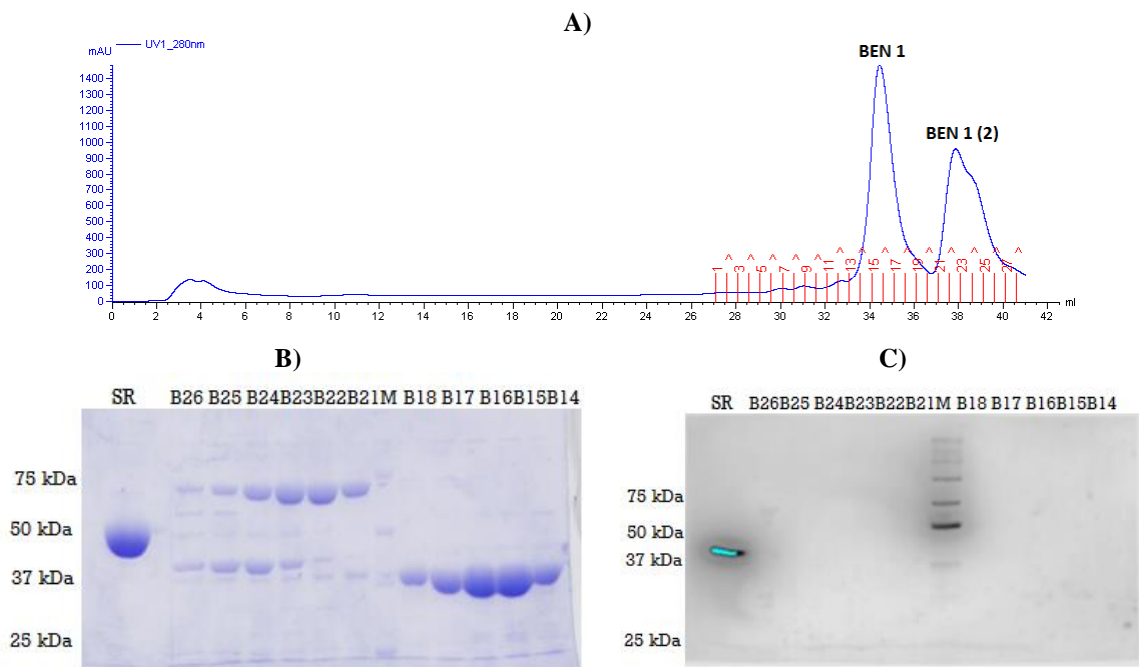 A)
UV1_280nm
mAU
BEN 1
BEN 1 (2)
1400
1300
1200
1100
1000
900
800
700
600
500
400
300
200
100
0
1 3 5 7 9 11 13 15 17 19 21 23 25 27
0 2 4 6 8 10 12 14 16 18 20 22 24 26 28 30 32 34 36 38 40 42 ml
B)
SR B26 B25 B24 B23 B22 B21 M B18 B17 B16 B15 B14
75 kDa
50 kDa
37 kDa
25 kDa
C)
SR B26 B25 B24 B23 B22 B21 M B18 B17 B16 B15 B14
75 kDa
50 kDa
37 kDa
25 kDa